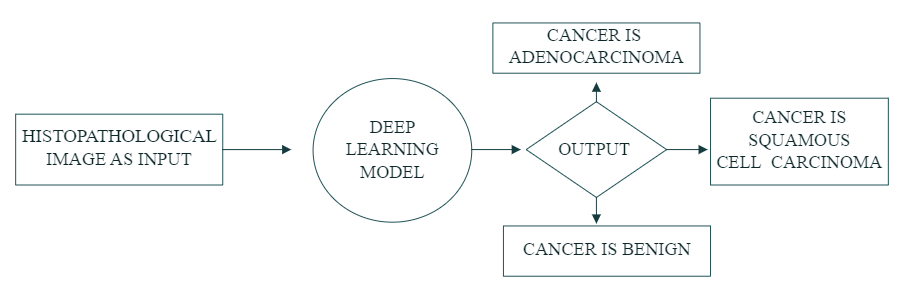 HISTOPATHOLOGICAL
IMAGE AS INPUT
DEEP
LEARNING
MODEL
OUTPUT
CANCER IS
ADENOCARCINOMA
CANCER IS
SQUAMOUS
CELL CARCINOMA
CANCER IS BENIGN